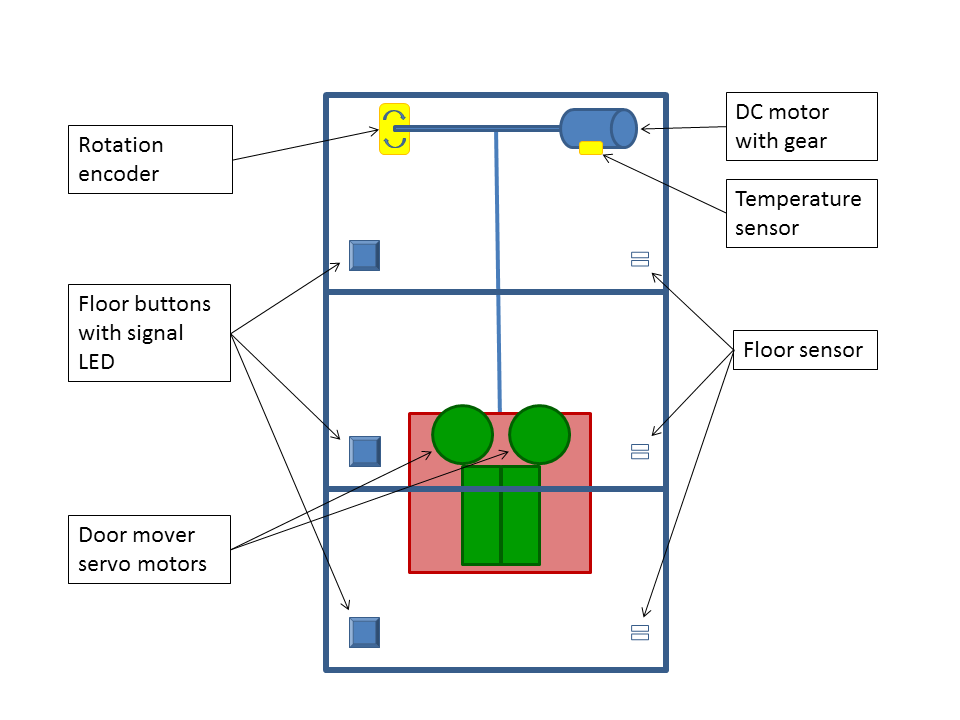 Rotation
encoder
DC motor
with gear
Temperature
sensor
Floor buttons
with signal
LED
Floor sensor
Door mover
servo motors